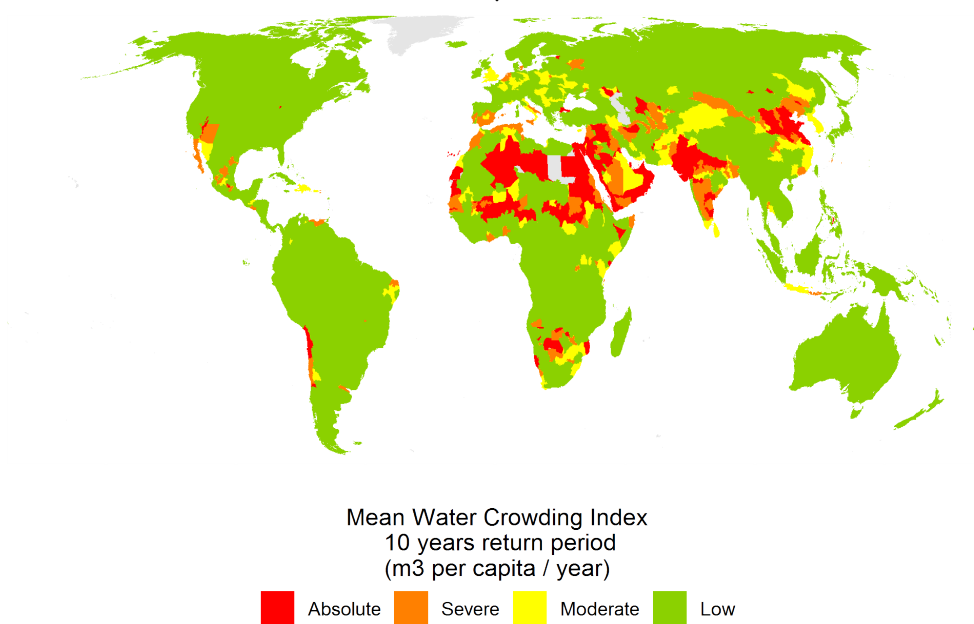 Mean Water Crowding Index
10 years return period
(m3 per capita / year)
Absolute Severe Moderate Low